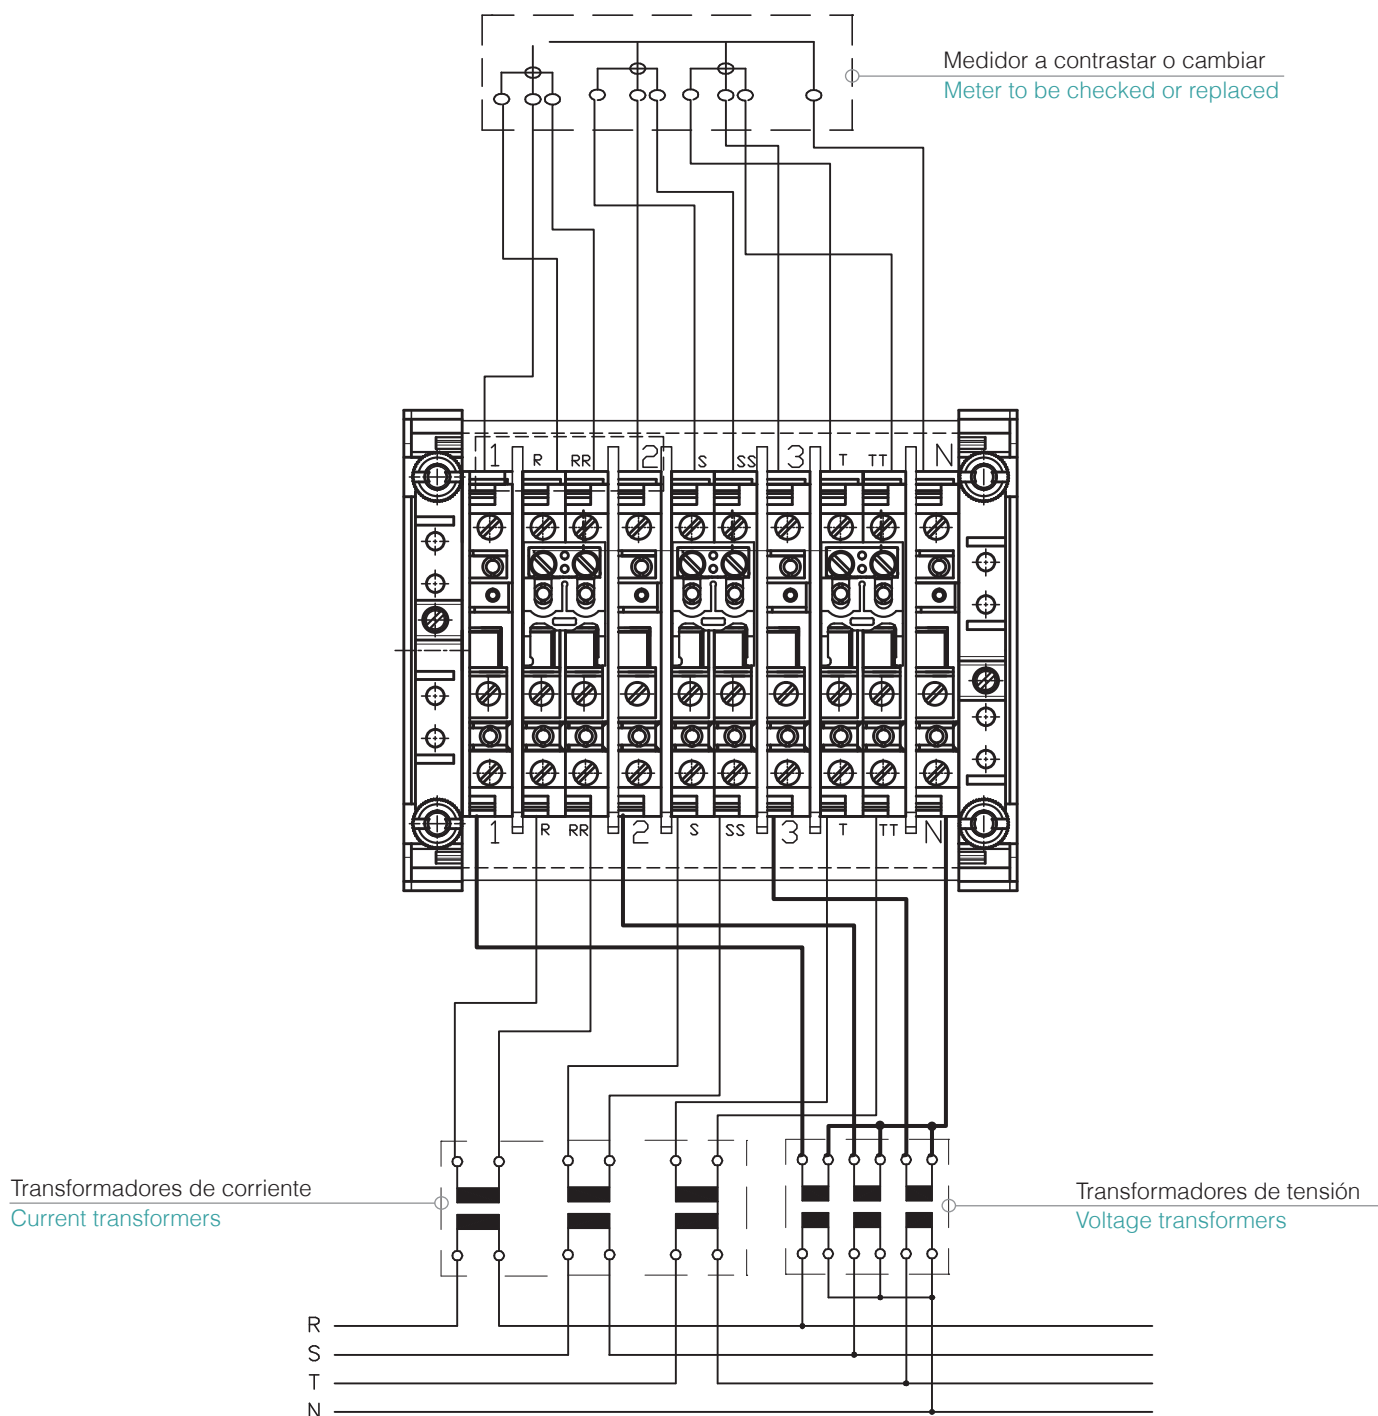 Medidor a contrastar o cambiar
Meter to be checked or replaced
1 R RR 2 S SS 3 T TT N
1 R RR 2 S SS 3 T TT N
Transformadores de corriente
Current transformers
Transformadores de tensión
Voltage transformers
R
S
T
N